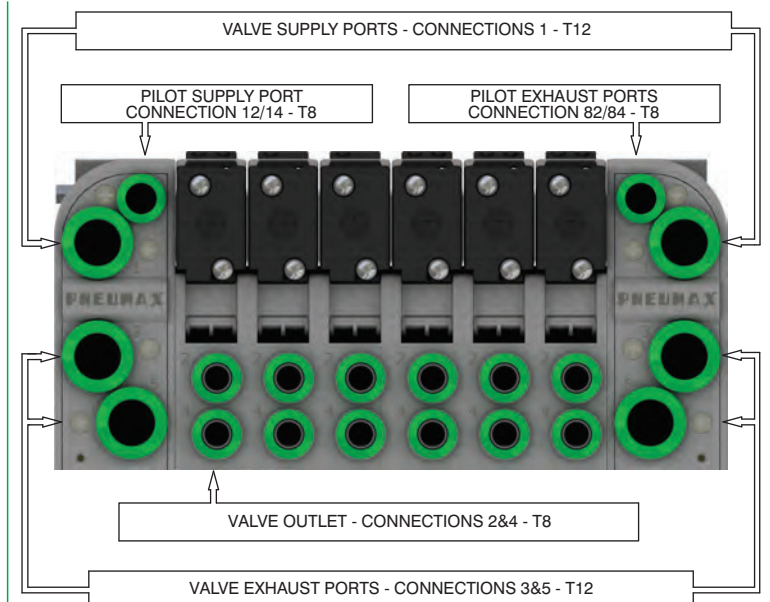 VALVE SUPPLY PORTS - CONNECTIONS 1 - T12
PILOT SUPPLY PORT
CONNECTION 12/14 - T8
PILOT EXHAUST PORTS
CONNECTION 82/84 - T8
PNEUMAX
PNEUMAX
VALVE OUTLET - CONNECTIONS 2&4 - T8
VALVE EXHAUST PORTS - CONNECTIONS 3&5 - T12